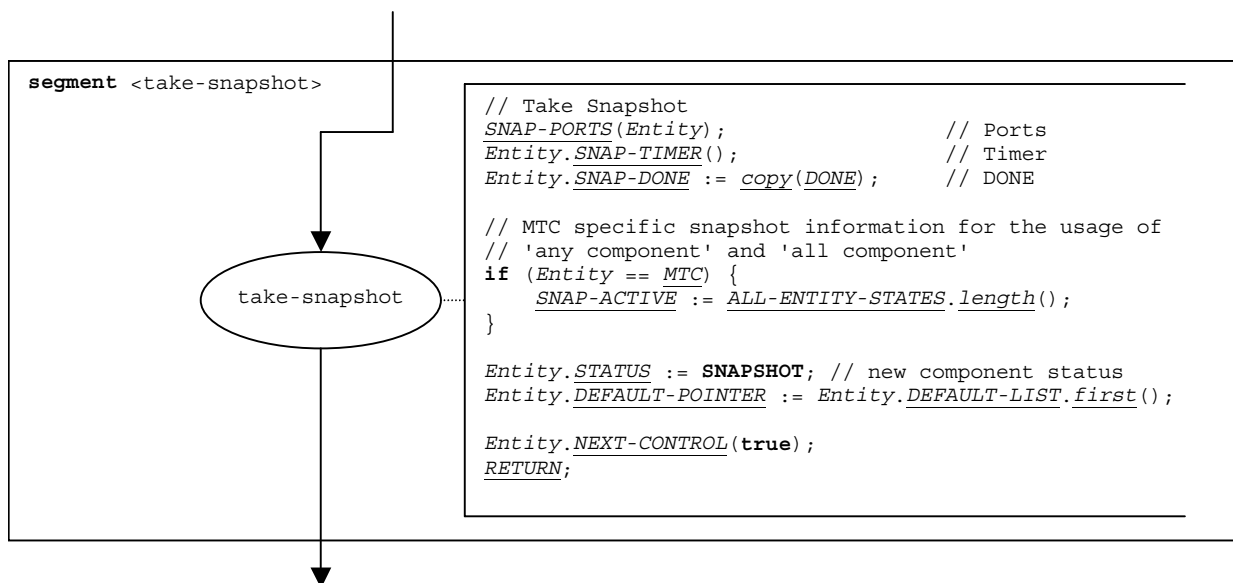 segment <take-snapshot>
// Take Snapshot
SNAP-PORTS(Entity); // Ports
Entity.SNAP-TIMER(); // Timer
Entity.SNAP-DONE := copy(DONE); // DONE
// MTC specific snapshot information for the usage of
// 'any component' and 'all component'
if (Entity == MTC) {
SNAP-ACTIVE := ALL-ENTITY-STATES.length();
}
take-snapshot
Entity.STATUS := SNAPSHOT; // new component status
Entity.DEFAULT-POINTER := Entity.DEFAULT-LIST.first();
Entity.NEXT-CONTROL(true);
RETURN;